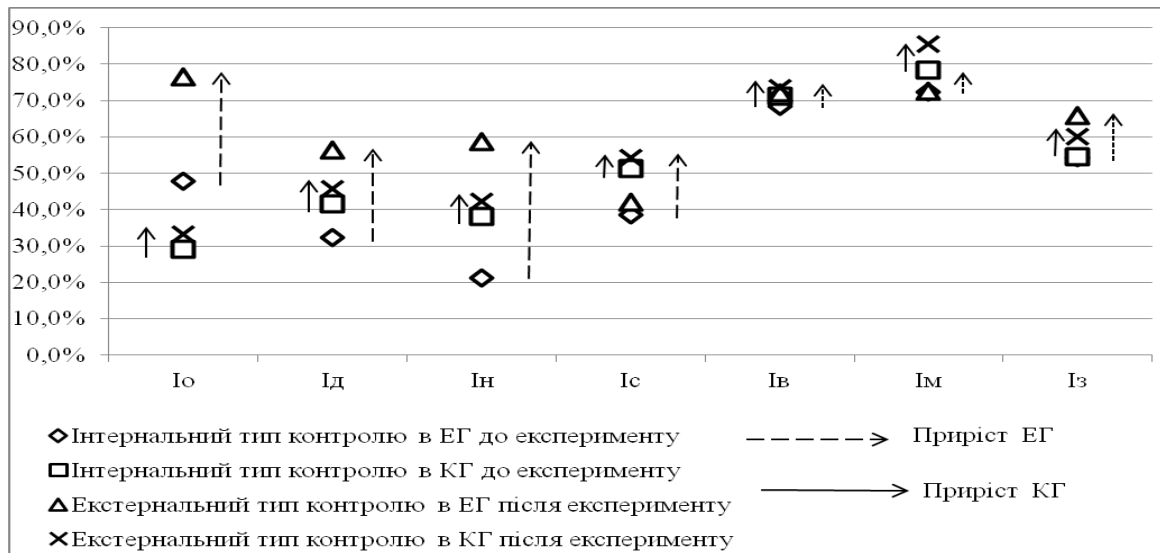 90,0%
80,0%
70,0%
60,0%
50,0%
40,0%
30,0%
20,0%
10,0%
0,0%
Іо Ід Ін Іс Ів Ім Із
Інтернальний тип контролю в ЕГ до експерименту
Інтернальний тип контролю в КГ до експерименту
Екстернальний тип контролю в ЕГ після експерименту
Екстернальний тип контролю в КГ після експерименту
Приріст ЕГ
Приріст КГ